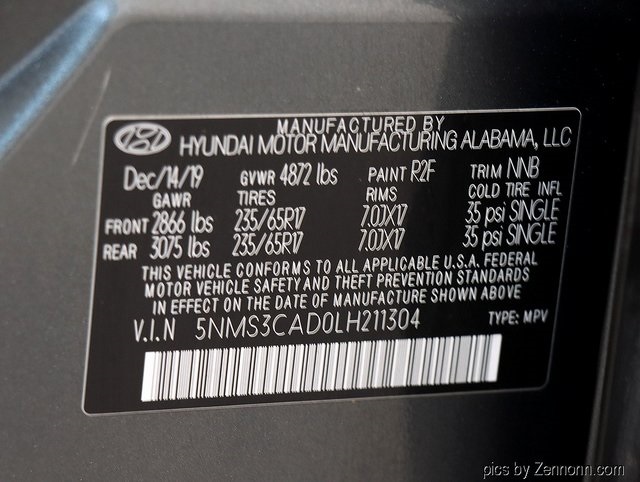 MANUFACTURED BY
HYUNDAI MOTOR MANUFACTURING ALABAMA, LLC
Dec/14/19 GVWR 4872 lbs PAINT R2F TRIM NNB
GAWR TIRES RIMS COLD TIRE INFL
FRONT 2866 lbs 235/65R17 7.0JX17 35 psi SINGLE
REAR 3075 lbs 235/65R17 7.0JX17 35 psi SINGLE
THIS VEHICLE CONFORMS TO ALL APPLICABLE U.S.A. FEDERAL
MOTOR VEHICLE SAFETY AND THEFT PREVENTION STANDARDS
IN EFFECT ON THE DATE OF MANUFACTURE SHOWN ABOVE
V.I.N 5NMS3CAD0LH211304 TYPE: MPV
pics by Zennonn.com